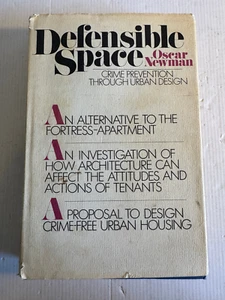 Defensible
Space Oscar
Newman
CRIME PREVENTION
THROUGH URBAN DESIGN
AN ALTERNATIVE TO THE
FORTRESS-APARTMENT
AN INVESTIGATION OF
HOW ARCHITECTURE CAN
AFFECT THE ATTITUDES AND
ACTIONS OF TENANTS
A PROPOSAL TO DESIGN
CRIME-FREE URBAN HOUSING